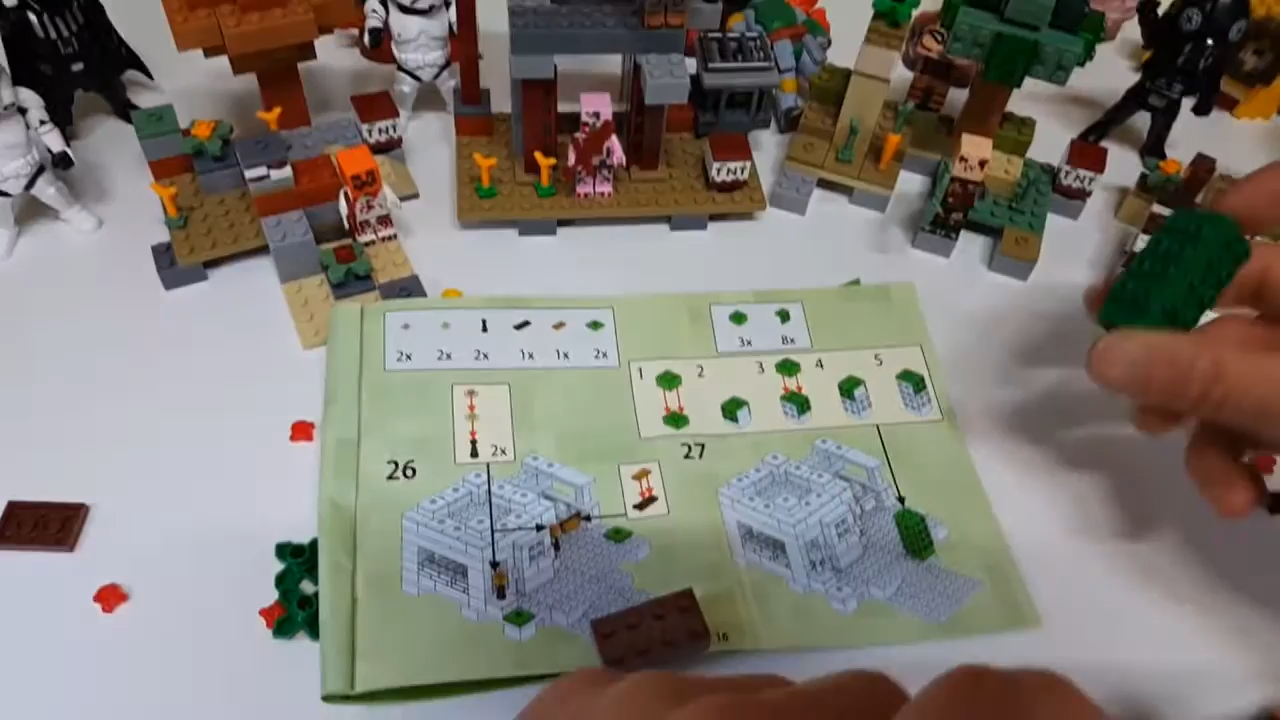 TNT
TNT
TNT
2x 2x 2x 1x 1x 2x
3x 8x
1 2 3 4 5
2x
26
27
16